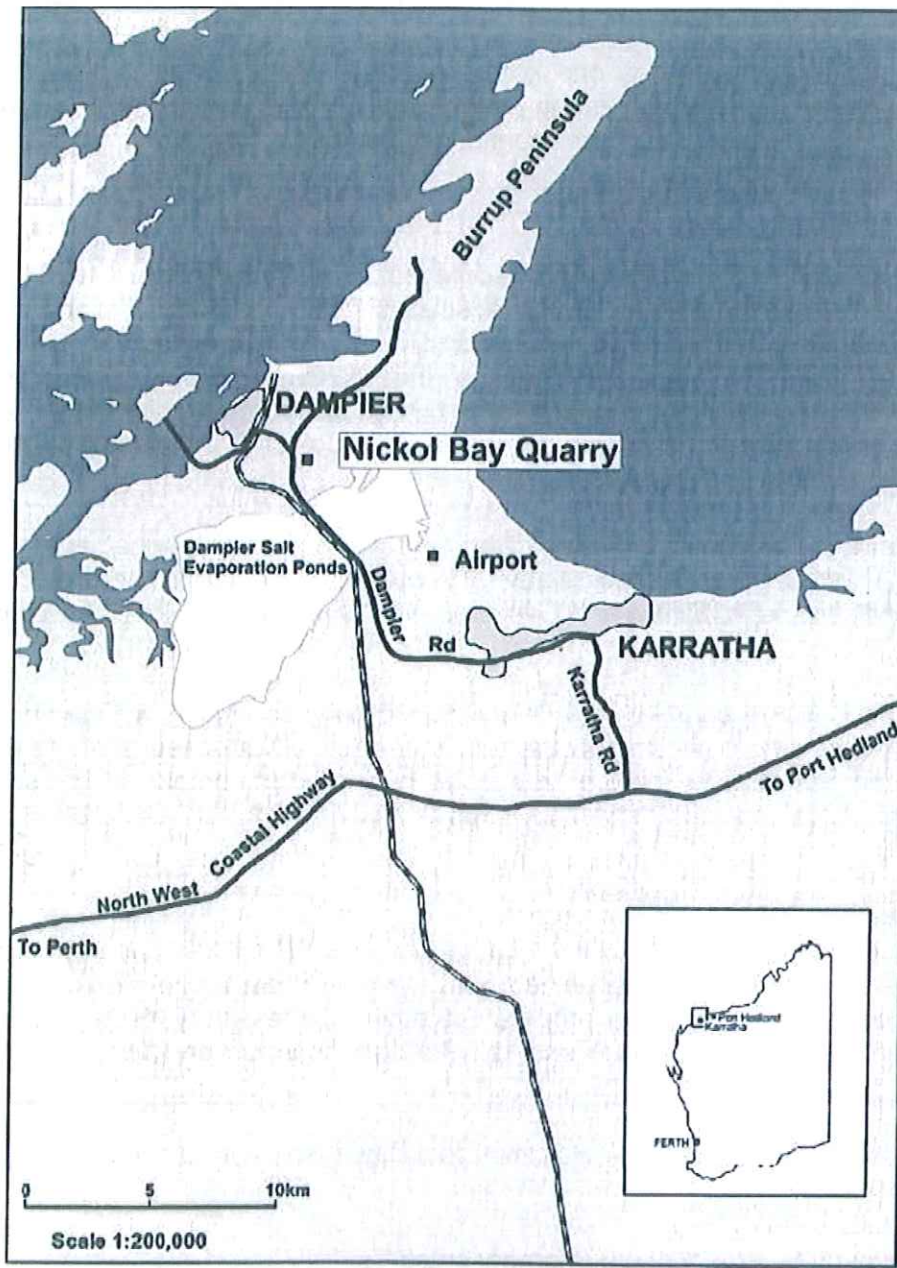 Burrup Peninsula
DAMPIER
Nickol Bay Quarry
Dampier Salt
Evaporation Ponds
Airport
Dampier
Rd
KARRATHA
Karratha Rd
To Port Hedland
Coastal Highway
North West
To Perth
Port Hedland
Karratha
PERTH
0 5 10km
Scale 1:200,000